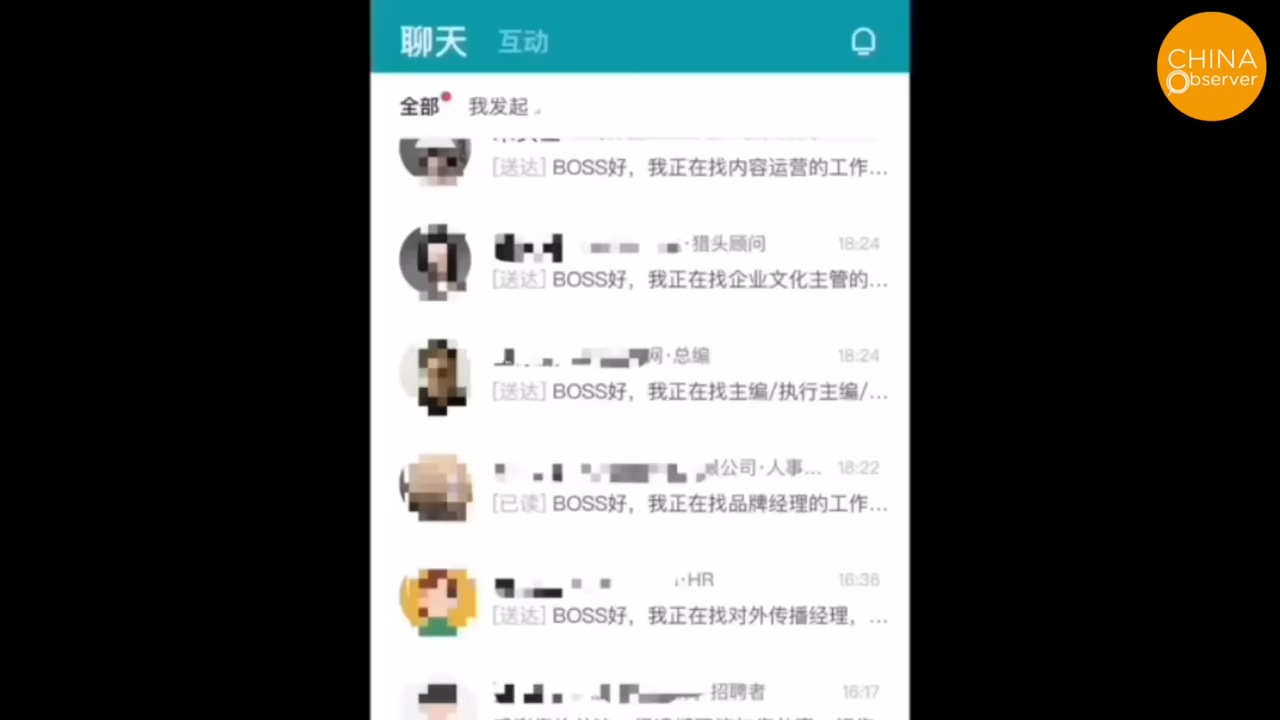 聊天 互动
CHINA
Observer
全部 我发起
[送达] BOSS好，我正在找内容运营的工作...
·猎头顾问 18:24
[送达] BOSS好，我正在找企业文化主管的...
网·总编 18:24
[送达] BOSS好，我正在找主编/执行主编/...
公司·人事... 18:22
[已读] BOSS好，我正在找品牌经理的工作...
·HR 16:36
[送达] BOSS好，我正在找对外传播经理，...
招聘者 16:17